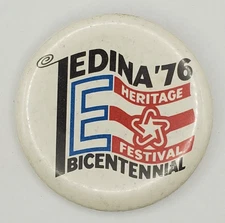 EDINA '76
E
HERITAGE
FESTIVAL
BICENTENNIAL